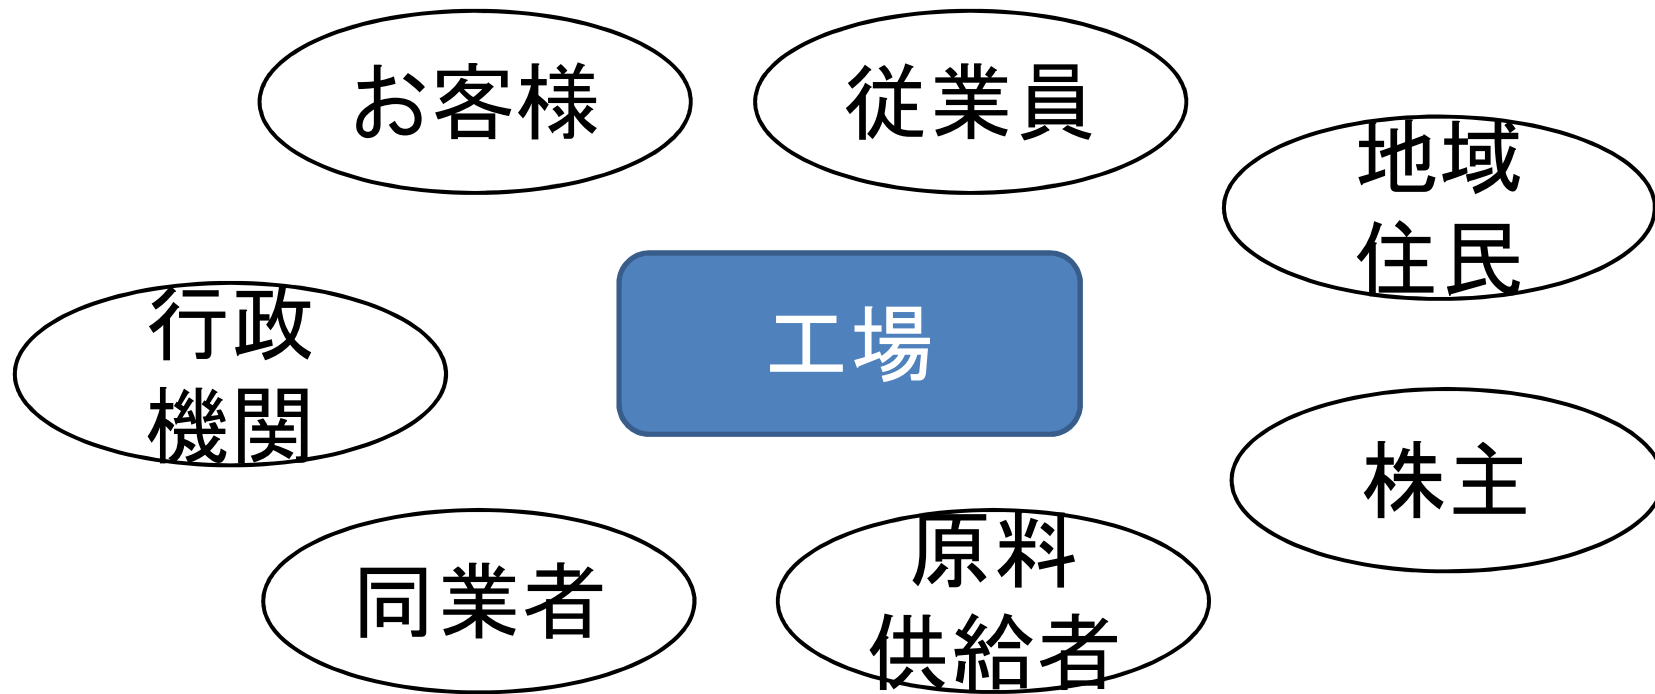 お客様
従業員
地域
住民
行政
機関
工場
株主
同業者
原料
供給者